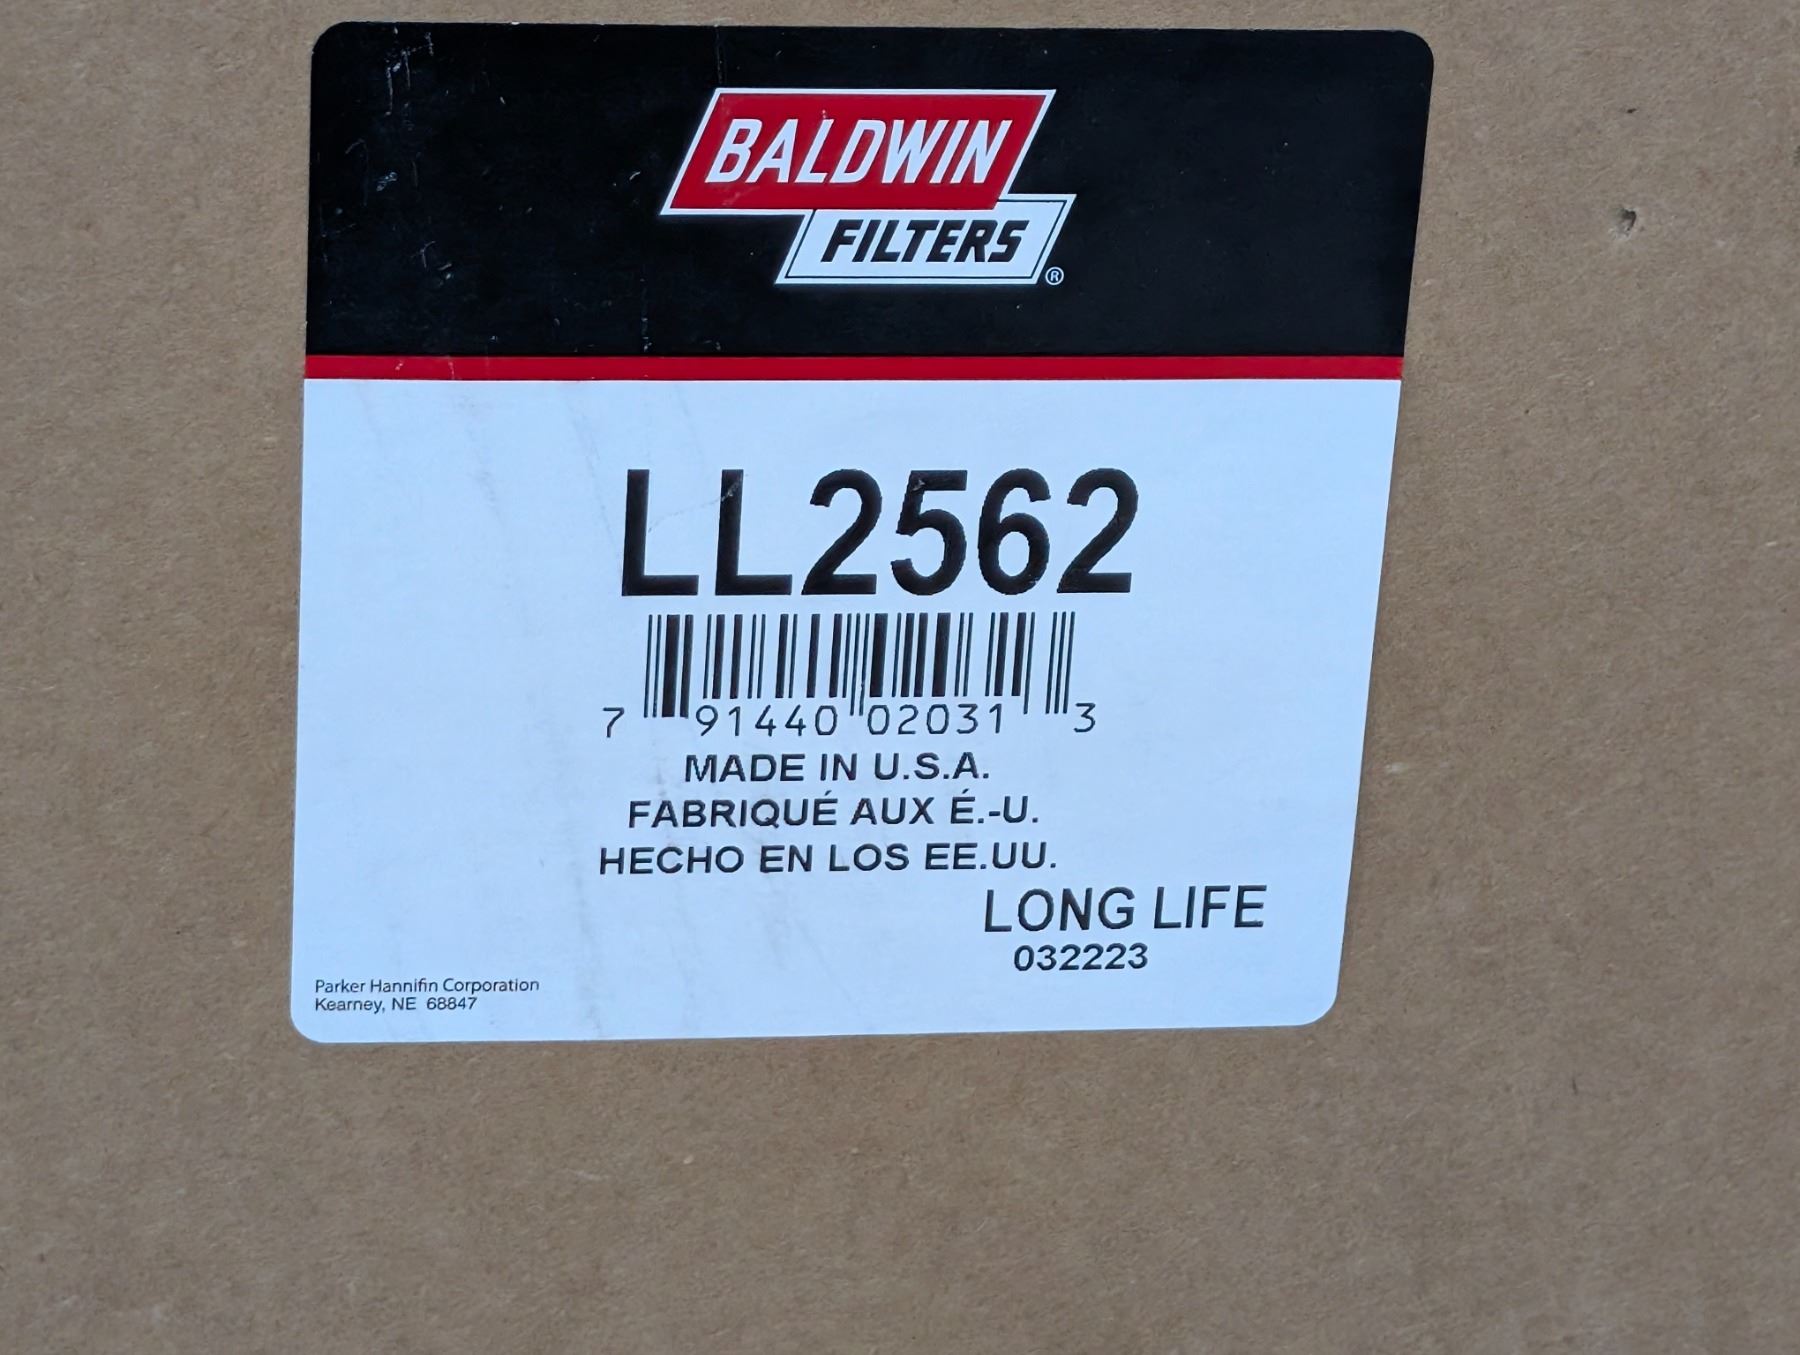 BALDWIN
FILTERS®
LL2562
7 91440 02031 3
MADE IN U.S.A.
FABRIQUÉ AUX É.-U.
HECHO EN LOS EE.UU.
LONG LIFE
032223
Parker Hannifin Corporation
Kearney, NE 68847